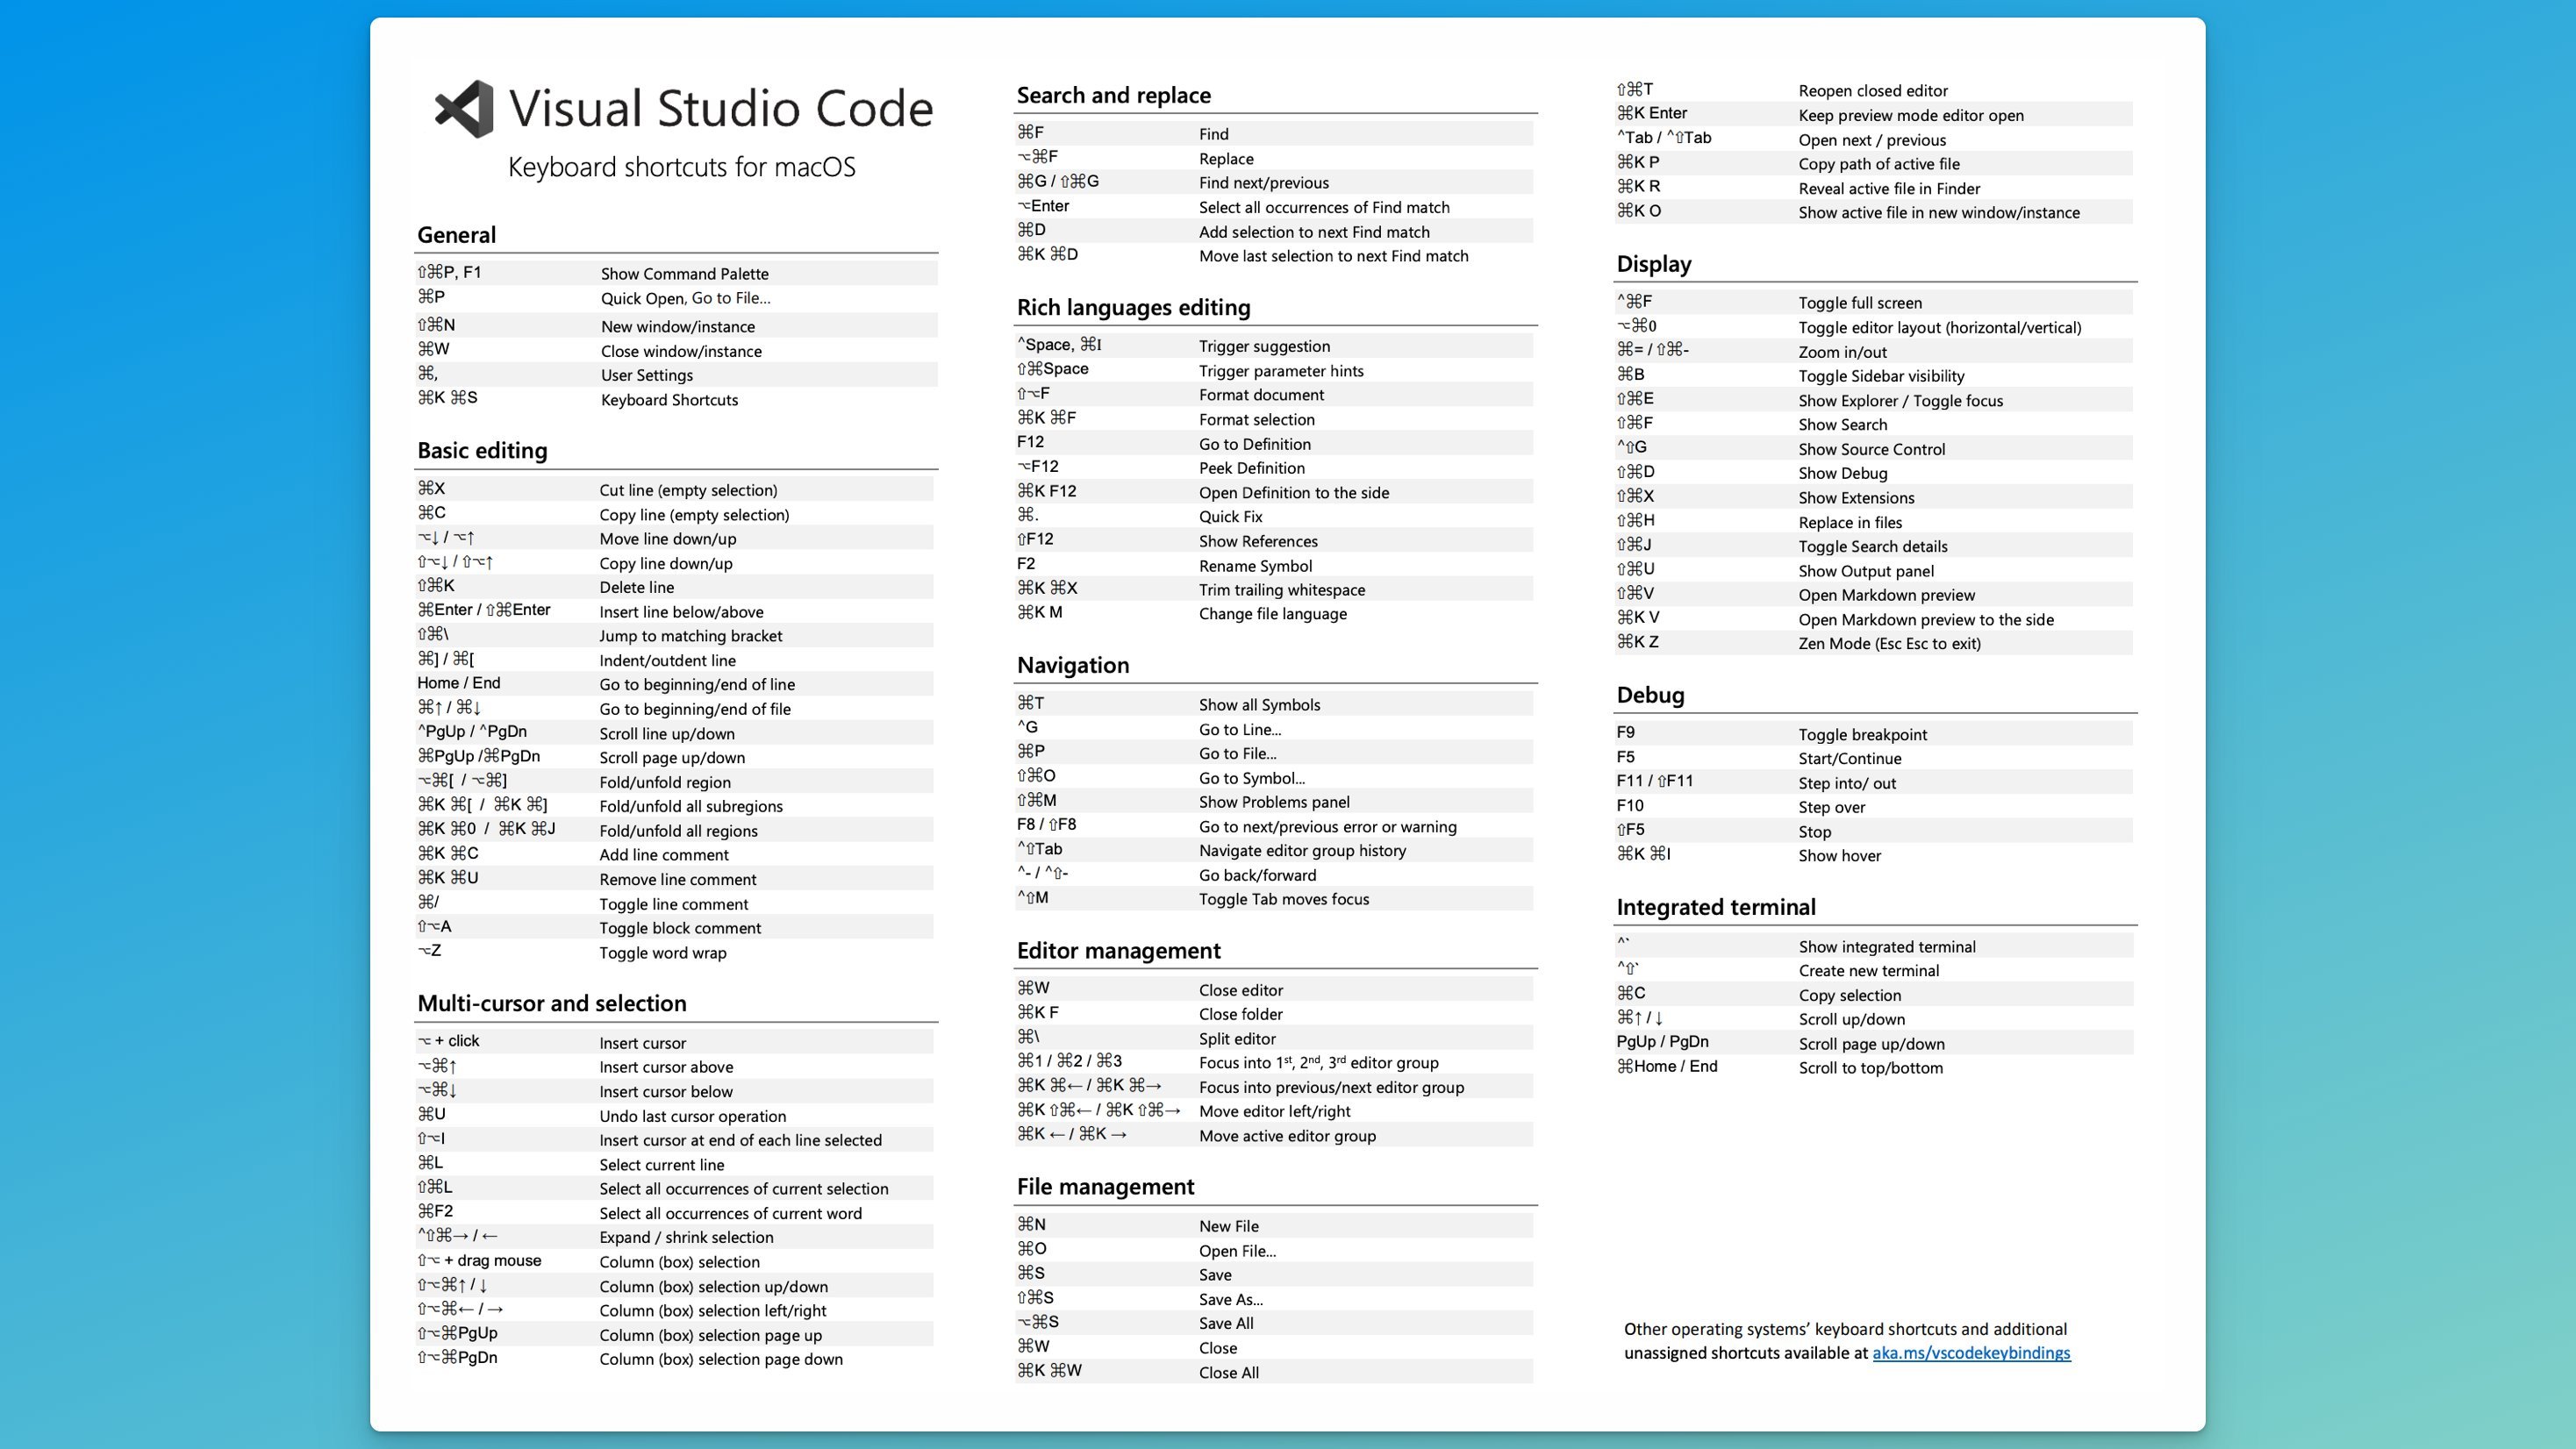 Visual Studio Code
Keyboard shortcuts for macOS
General
⇧⌘P, F1 Show Command Palette
⌘P Quick Open, Go to File...
⇧⌘N New window/instance
⌘W Close window/instance
⌘, User Settings
⌘K ⌘S Keyboard Shortcuts
Basic editing
⌘X Cut line (empty selection)
⌘C Copy line (empty selection)
⌥↓ / ⌥↑ Move line down/up
⇧⌥↓ / ⇧⌥↑ Copy line down/up
⇧⌘K Delete line
⌘Enter / ⇧⌘Enter Insert line below/above
⇧⌘\ Jump to matching bracket
⌘] / ⌘[ Indent/outdent line
Home / End Go to beginning/end of line
⌘↑ / ⌘↓ Go to beginning/end of file
^PgUp / ^PgDn Scroll line up/down
⌘PgUp /⌘PgDn Scroll page up/down
⌥⌘[ / ⌥⌘] Fold/unfold region
⌘K ⌘[ / ⌘K ⌘] Fold/unfold all subregions
⌘K ⌘0 / ⌘K ⌘J Fold/unfold all regions
⌘K ⌘C Add line comment
⌘K ⌘U Remove line comment
⌘/ Toggle line comment
⇧⌥A Toggle block comment
⌥Z Toggle word wrap
Multi-cursor and selection
⌥ + click Insert cursor
⌥⌘↑ Insert cursor above
⌥⌘↓ Insert cursor below
⌘U Undo last cursor operation
⇧⌥I Insert cursor at end of each line selected
⌘L Select current line
⇧⌘L Select all occurrences of current selection
⌘F2 Select all occurrences of current word
^⇧⌘→ / ← Expand / shrink selection
⇧⌥ + drag mouse Column (box) selection
⇧⌥⌘↑ / ↓ Column (box) selection up/down
⇧⌥⌘← / → Column (box) selection left/right
⇧⌥⌘PgUp Column (box) selection page up
⇧⌥⌘PgDn Column (box) selection page down
Search and replace
⌘F Find
⌥⌘F Replace
⌘G / ⇧⌘G Find next/previous
⌥Enter Select all occurrences of Find match
⌘D Add selection to next Find match
⌘K ⌘D Move last selection to next Find match
Rich languages editing
^Space, ⌘I Trigger suggestion
⇧⌘Space Trigger parameter hints
⇧⌥F Format document
⌘K ⌘F Format selection
F12 Go to Definition
⌥F12 Peek Definition
⌘K F12 Open Definition to the side
⌘. Quick Fix
⇧F12 Show References
F2 Rename Symbol
⌘K ⌘X Trim trailing whitespace
⌘K M Change file language
Navigation
⌘T Show all Symbols
^G Go to Line...
⌘P Go to File...
⇧⌘O Go to Symbol...
⇧⌘M Show Problems panel
F8 / ⇧F8 Go to next/previous error or warning
^⇧Tab Navigate editor group history
^- / ^⇧- Go back/forward
^⇧M Toggle Tab moves focus
Editor management
⌘W Close editor
⌘K F Close folder
⌘\ Split editor
⌘1 / ⌘2 / ⌘3 Focus into 1st, 2nd, 3rd editor group
⌘K ⌘← / ⌘K ⌘→ Focus into previous/next editor group
⌘K ⇧⌘← / ⌘K ⇧⌘→ Move editor left/right
⌘K ← / ⌘K → Move active editor group
File management
⌘N New File
⌘O Open File...
⌘S Save
⇧⌘S Save As...
⌥⌘S Save All
⌘W Close
⌘K ⌘W Close All
⇧⌘T Reopen closed editor
⌘K Enter Keep preview mode editor open
^Tab / ^⇧Tab Open next / previous
⌘K P Copy path of active file
⌘K R Reveal active file in Finder
⌘K O Show active file in new window/instance
Display
^⌘F Toggle full screen
⌥⌘0 Toggle editor layout (horizontal/vertical)
⌘= / ⇧⌘- Zoom in/out
⌘B Toggle Sidebar visibility
⇧⌘E Show Explorer / Toggle focus
⇧⌘F Show Search
^⇧G Show Source Control
⇧⌘D Show Debug
⇧⌘X Show Extensions
⇧⌘H Replace in files
⇧⌘J Toggle Search details
⇧⌘U Show Output panel
⇧⌘V Open Markdown preview
⌘K V Open Markdown preview to the side
⌘K Z Zen Mode (Esc Esc to exit)
Debug
F9 Toggle breakpoint
F5 Start/Continue
F11 / ⇧F11 Step into/ out
F10 Step over
⇧F5 Stop
⌘K ⌘I Show hover
Integrated terminal
^` Show integrated terminal
^⇧` Create new terminal
⌘C Copy selection
⌘↑ / ↓ Scroll up/down
PgUp / PgDn Scroll page up/down
⌘Home / End Scroll to top/bottom
Other operating systems’ keyboard shortcuts and additional
unassigned shortcuts available at aka.ms/vscodekeybindings